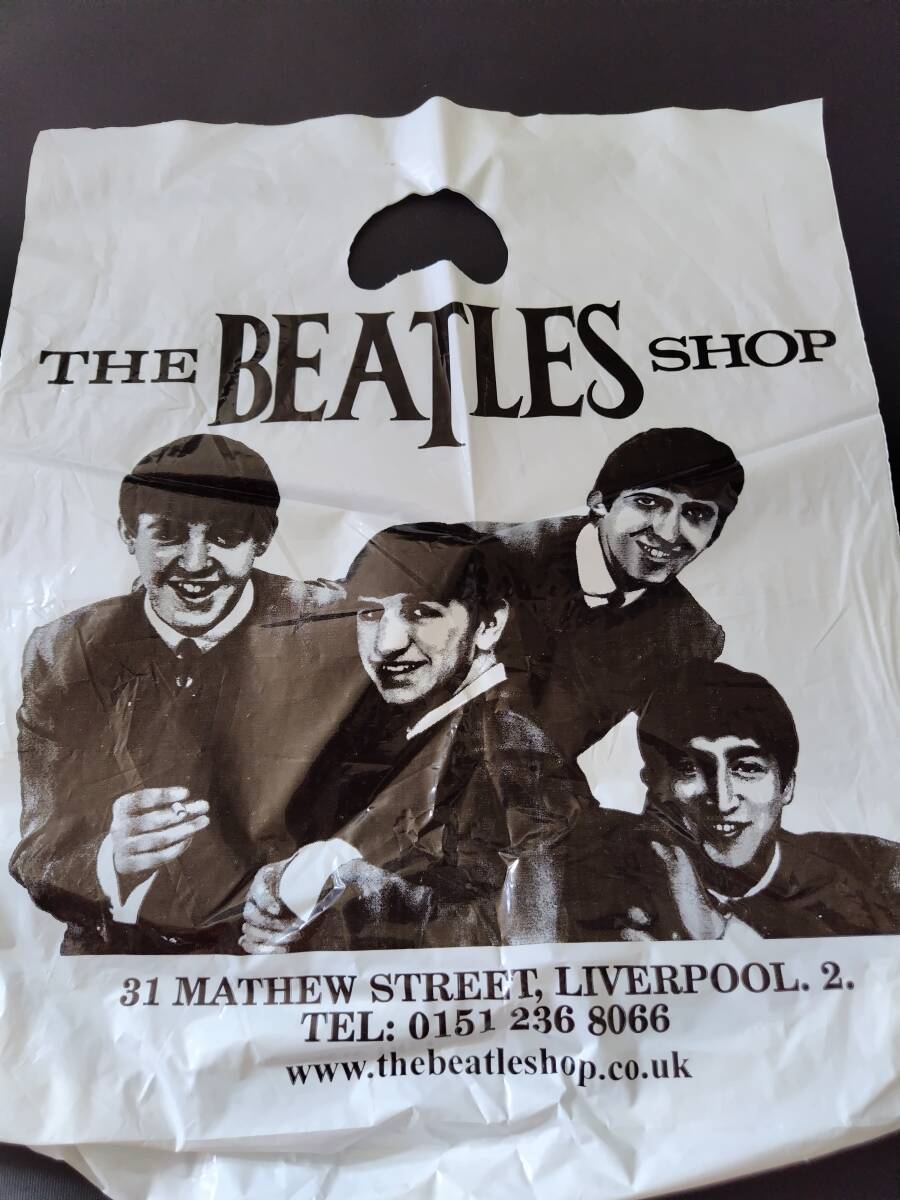 THE BEATLES SHOP
31 MATHEW STREET, LIVERPOOL. 2.
TEL: 0151 236 8066
www.thebeatleshop.co.uk